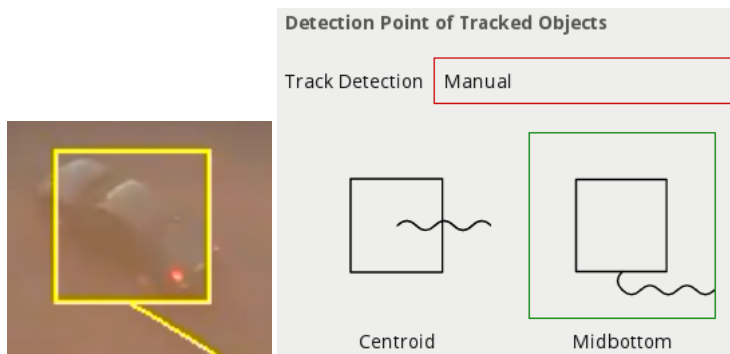 Detection Point of Tracked Objects
Track Detection Manual
Centroid Midbottom